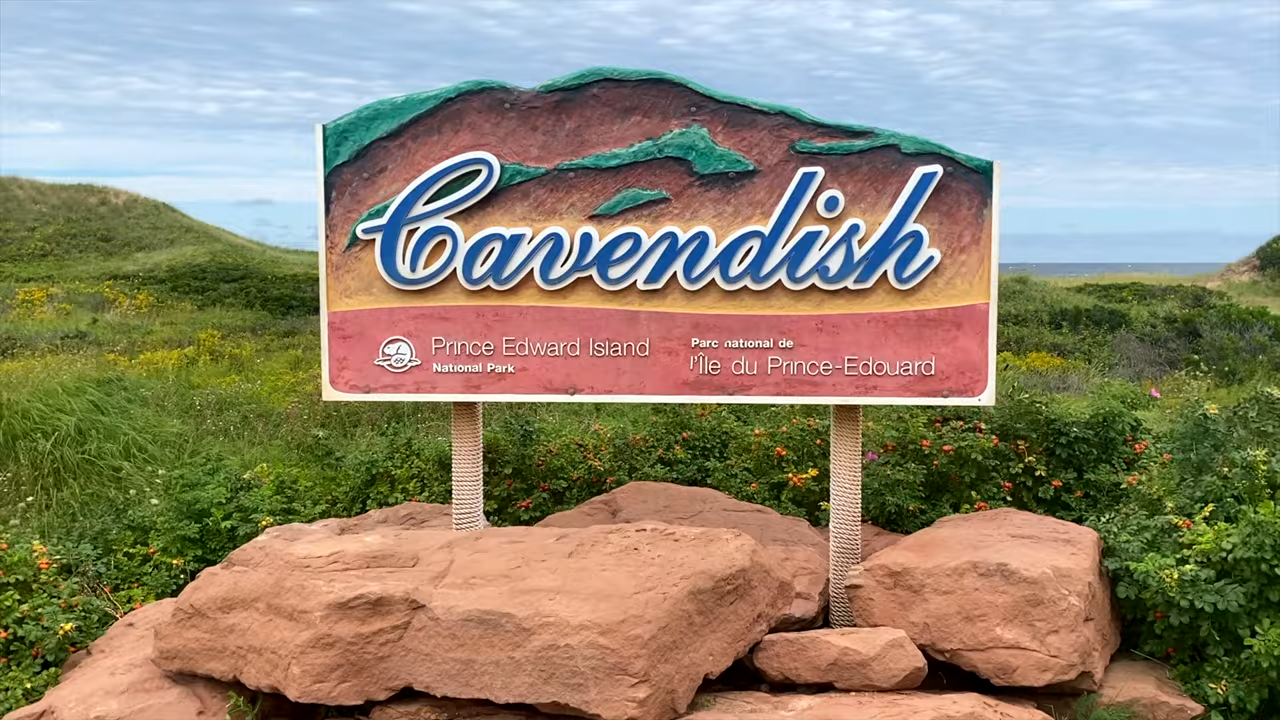 Cavendish
Prince Edward Island
National Park
Parc national de
l'Île du Prince-Edouard